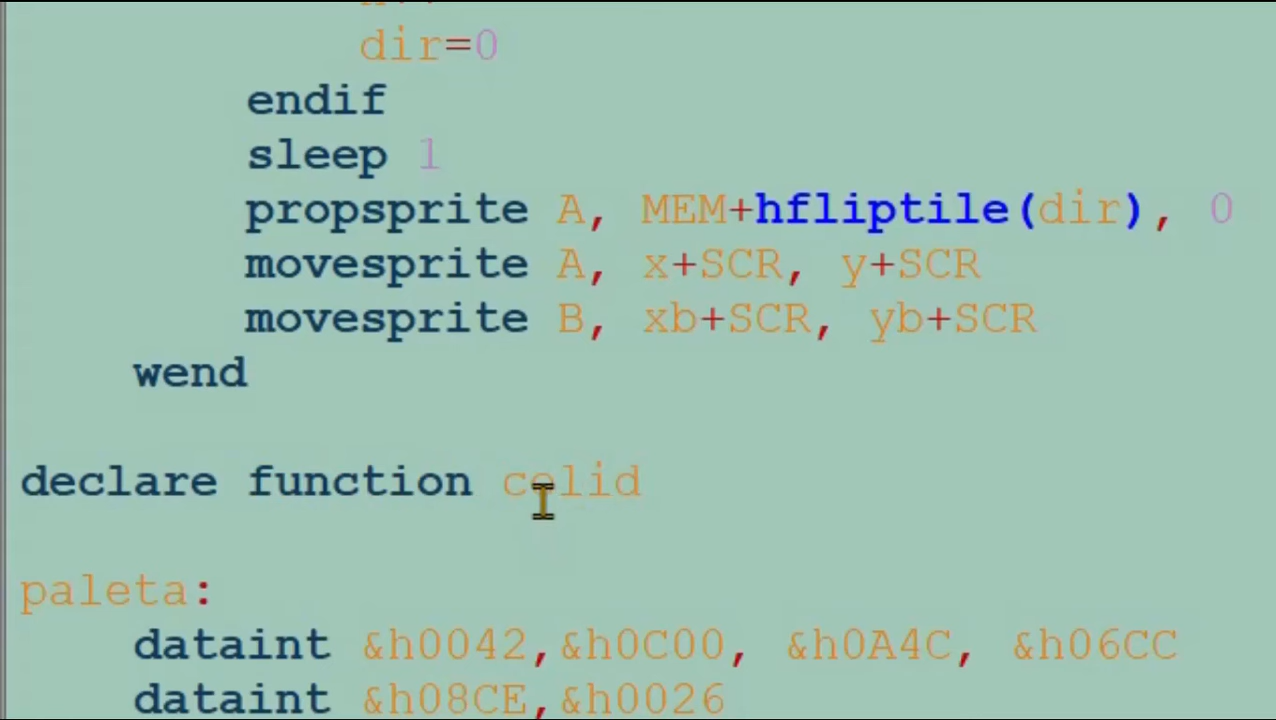 dir=0
endif
sleep 1
propsprite A, MEM+hfliptile(dir), 0
movesprite A, x+SCR, y+SCR
movesprite B, xb+SCR, yb+SCR
wend
declare function colid
paleta:
dataint &h0042,&h0C00, &h0A4C, &h06CC
dataint &h08CE,&h0026